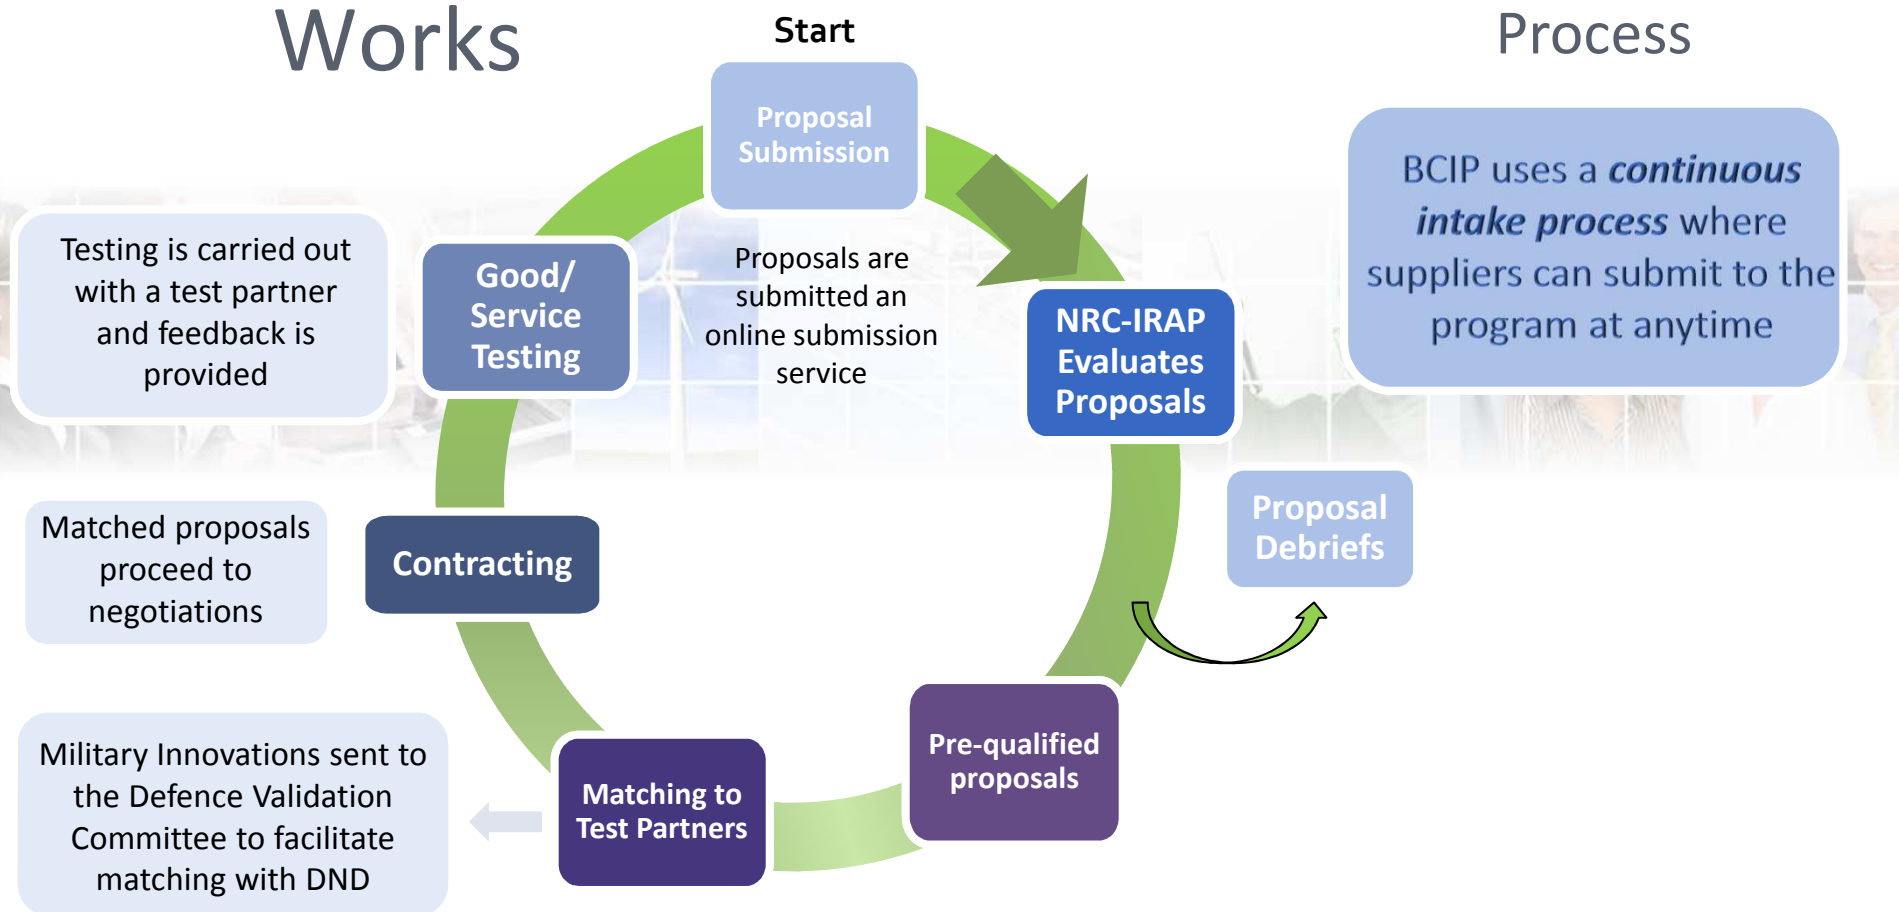 Works
Start
Process
Proposal
Submission
BCIP uses a continuous
intake process where
suppliers can submit to the
program at anytime
Testing is carried out
with a test partner
and feedback is
provided
Good/
Service
Testing
Proposals are
submitted an
online submission
service
NRC-IRAP
Evaluates
Proposals
Proposal
Debriefs
Matched proposals
proceed to
negotiations
Contracting
Pre-qualified
proposals
Matching to
Test Partners
Military Innovations sent to
the Defence Validation
Committee to facilitate
matching with DND